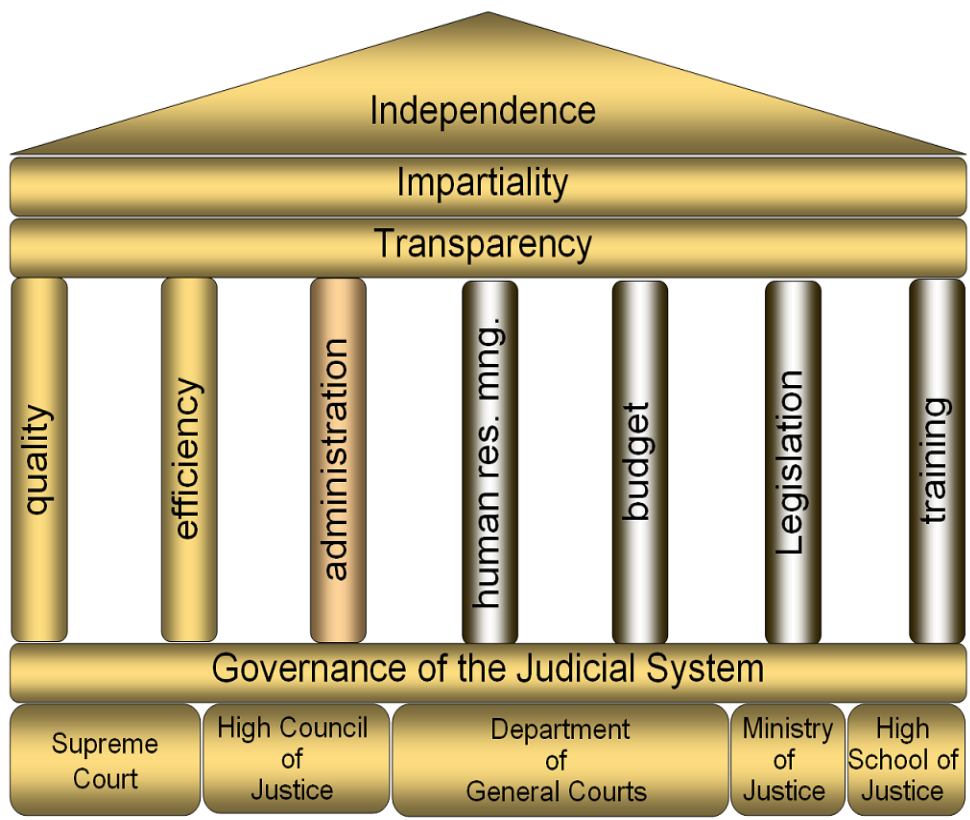 Independence
Impartiality
Transparency
quality
efficiency
administration
human res. mng.
budget
Legislation
training
Governance of the Judicial System
Supreme
Court
High Council
of
Justice
Department
of
General Courts
Ministry
of
Justice
High
School of
Justice